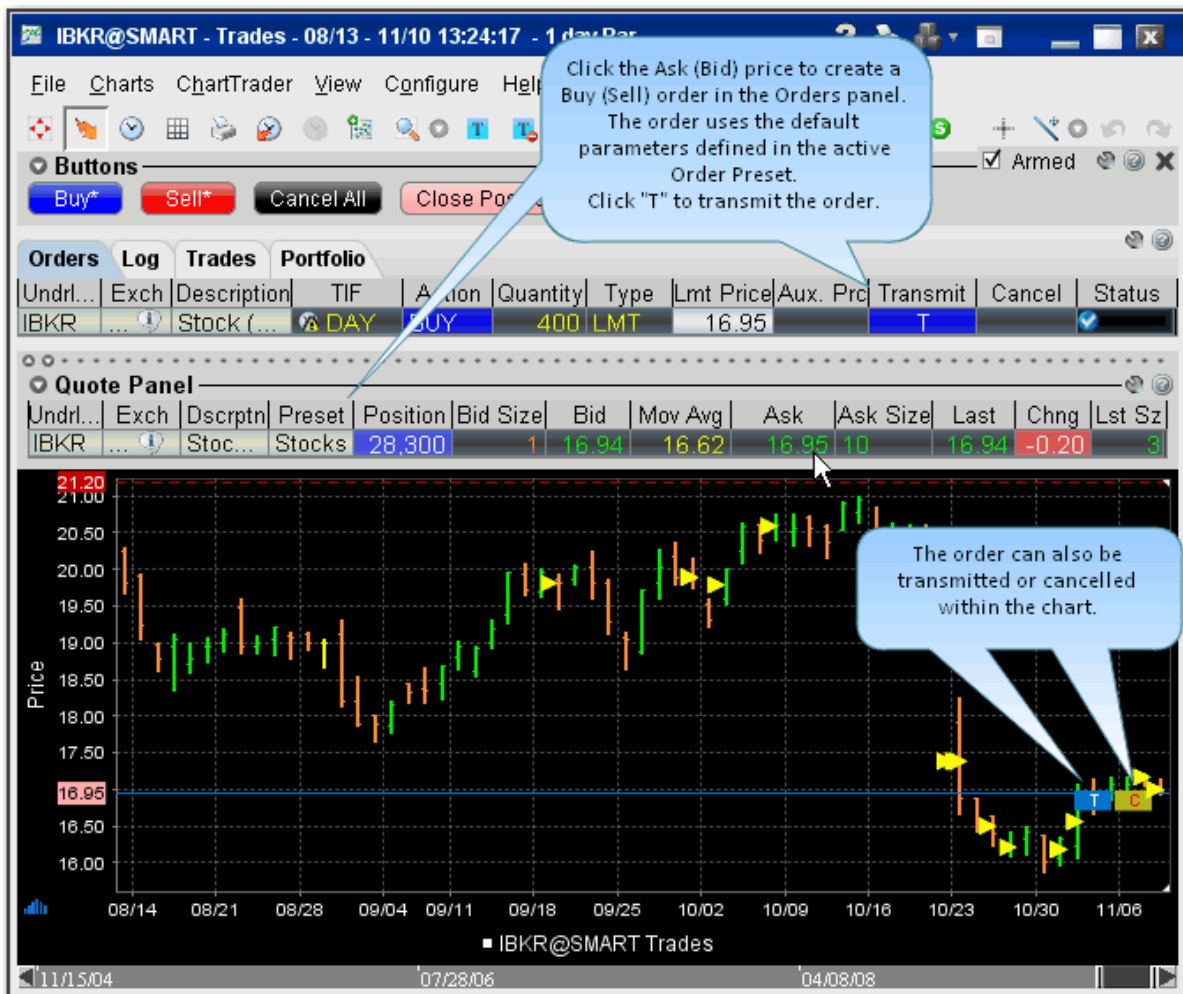 IBKR@SMART - Trades - 08/13 - 11/10 13:24:17 - 1 day Bar
File Charts ChartTrader View Configure Help
Click the Ask (Bid) price to create a
Buy (Sell) order in the Orders panel.
The order uses the default
parameters defined in the active
Order Preset.
Click "T" to transmit the order.
Buttons
Armed
Buy* Sell* Cancel All Close
Orders Log Trades Portfolio
Undrl... Exch Description TIF Action Quantity Type Lmt Price Aux. Prc Transmit Cancel Status
IBKR ... Stock (... DAY BUY 400 LMT 16.95 T
Quote Panel
Undrl... Exch Dscrptn Preset Position Bid Size Bid Mov Avg Ask Ask Size Last Chng Lst Sz
IBKR ... Stoc... Stocks 28,300 1 16.94 16.62 16.95 10 16.94 -0.20 3
21.20
21.00
20.50
20.00
19.50
19.00
18.50
18.00
17.50
16.95
16.50
16.00
Price
The order can also be
transmitted or cancelled
within the chart.
T C
08/14 08/21 08/28 09/04 09/11 09/18 09/25 10/02 10/09 10/16 10/23 10/30 11/06
IBKR@SMART Trades
11/15/04 07/28/06 04/08/08